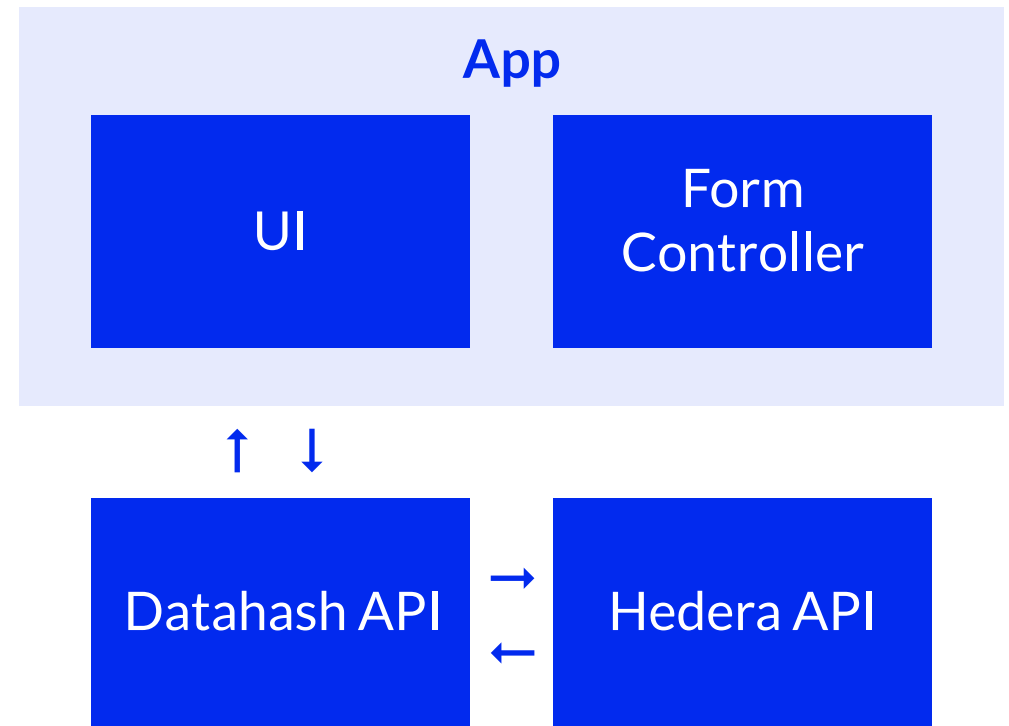 App
UI
Form
Controller
Datahash API
Hedera API